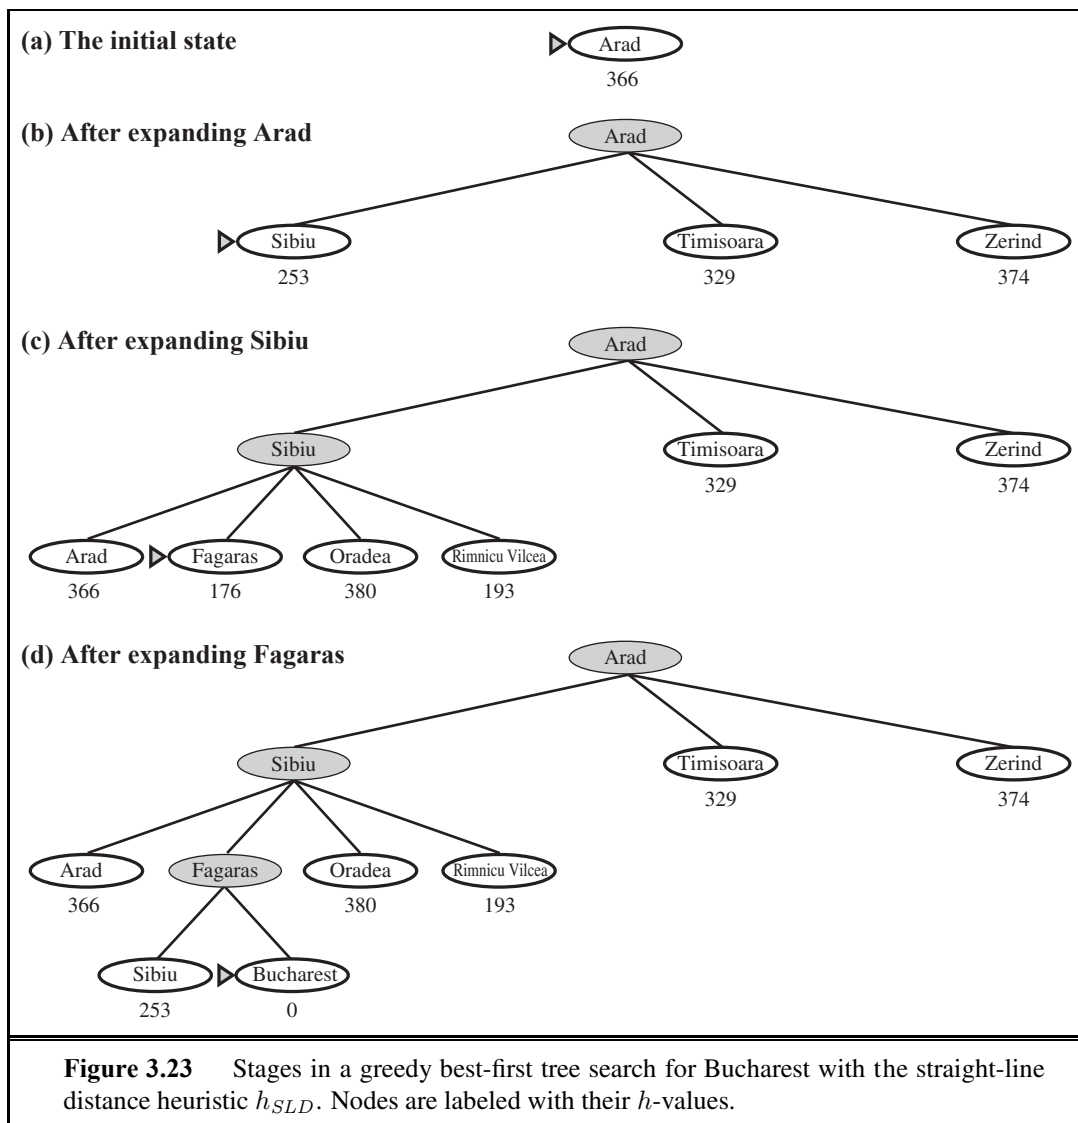 (a) The initial state
Arad
366
(b) After expanding Arad
Arad
Sibiu Timisoara Zerind
253 329 374
(c) After expanding Sibiu
Arad
Sibiu Timisoara Zerind
329 374
Arad Fagaras Oradea Rimnicu Vilcea
366 176 380 193
(d) After expanding Fagaras
Arad
Sibiu Timisoara Zerind
329 374
Arad Fagaras Oradea Rimnicu Vilcea
366 380 193
Sibiu Bucharest
253 0
Figure 3.23 Stages in a greedy best-first tree search for Bucharest with the straight-line
distance heuristic hSLD. Nodes are labeled with their h-values.